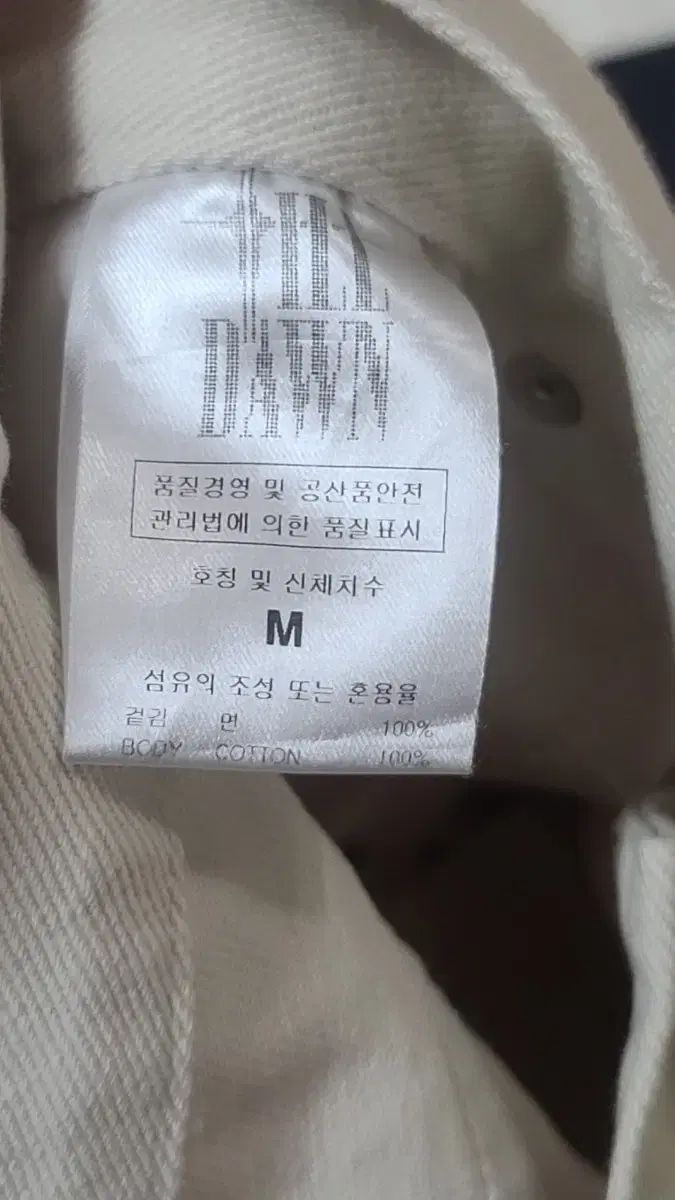 tILL
DAWN
품질경영 및 공산품안전
관리법에 의한 품질표시
호칭 및 신체치수
M
섬유의 조성 또는 혼용율
겉감 면 100%
BODY COTTON 100%